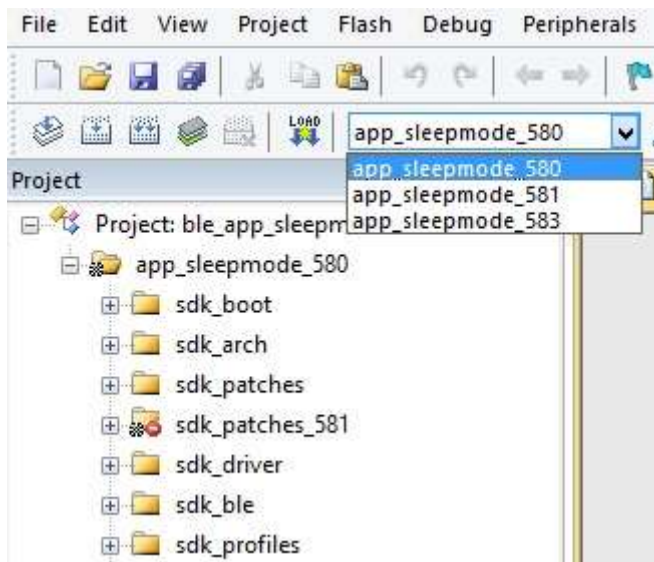 File Edit View Project Flash Debug Peripherals
LOAD
app_sleepmode_580
app_sleepmode_580
app_sleepmode_581
app_sleepmode_583
Project
Project: ble_app_sleepm
app_sleepmode_580
sdk_boot
sdk_arch
sdk_patches
sdk_patches_581
sdk_driver
sdk_ble
sdk_profiles